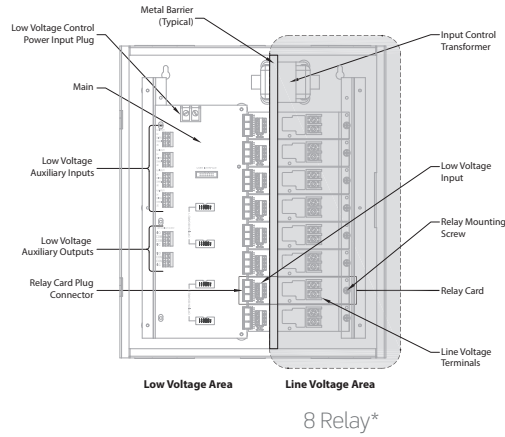 Metal Barrier
(Typical)
Low Voltage Control
Power Input Plug
Input Control
Transformer
Main
Low Voltage
Auxiliary Inputs
Low Voltage
Input
Low Voltage
Auxiliary Outputs
Relay Mounting
Screw
Relay Card Plug
Connector
Relay Card
Line Voltage
Terminals
Low Voltage Area
Line Voltage Area
8 Relay*